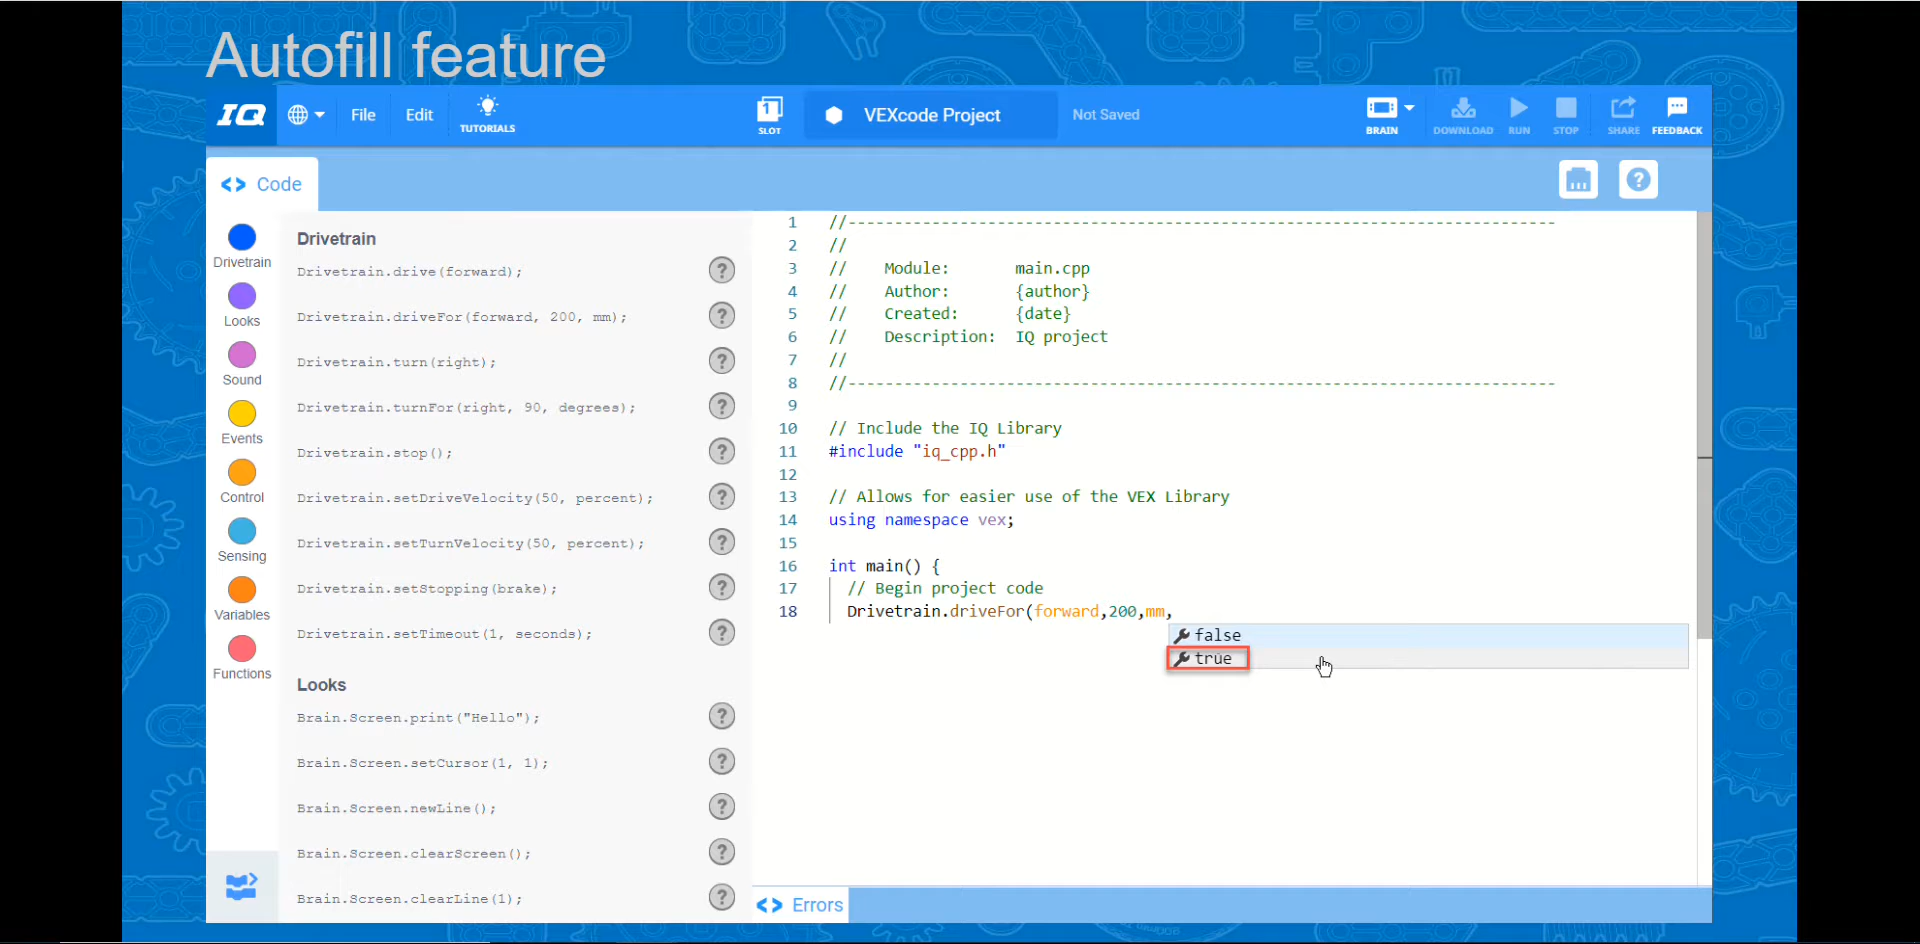 Autofill feature
IQ
File
Edit
TUTORIALS
1
SLOT
VEXcode Project
Not Saved
BRAIN
DOWNLOAD
RUN
STOP
SHARE
FEEDBACK
<> Code
?
Drivetrain
Looks
Sound
Events
Control
Sensing
Variables
Functions
Drivetrain
Drivetrain.drive(forward); ?
Drivetrain.driveFor(forward, 200, mm); ?
Drivetrain.turn(right); ?
Drivetrain.turnFor(right, 90, degrees); ?
Drivetrain.stop(); ?
Drivetrain.setDriveVelocity(50, percent); ?
Drivetrain.setTurnVelocity(50, percent); ?
Drivetrain.setStopping(brake); ?
Drivetrain.setTimeout(1, seconds); ?
Looks
Brain.Screen.print("Hello"); ?
Brain.Screen.setCursor(1, 1); ?
Brain.Screen.newLine(); ?
Brain.Screen.clearScreen(); ?
Brain.Screen.clearLine(1); ?
1 //----------------------------------------------------------------------------
2 //
3 // Module: main.cpp
4 // Author: {author}
5 // Created: {date}
6 // Description: IQ project
7 //
8 //----------------------------------------------------------------------------
9
10 // Include the IQ Library
11 #include "iq_cpp.h"
12
13 // Allows for easier use of the VEX Library
14 using namespace vex;
15
16 int main() {
17 // Begin project code
18 Drivetrain.driveFor(forward,200,mm,
false
true
<> Errors